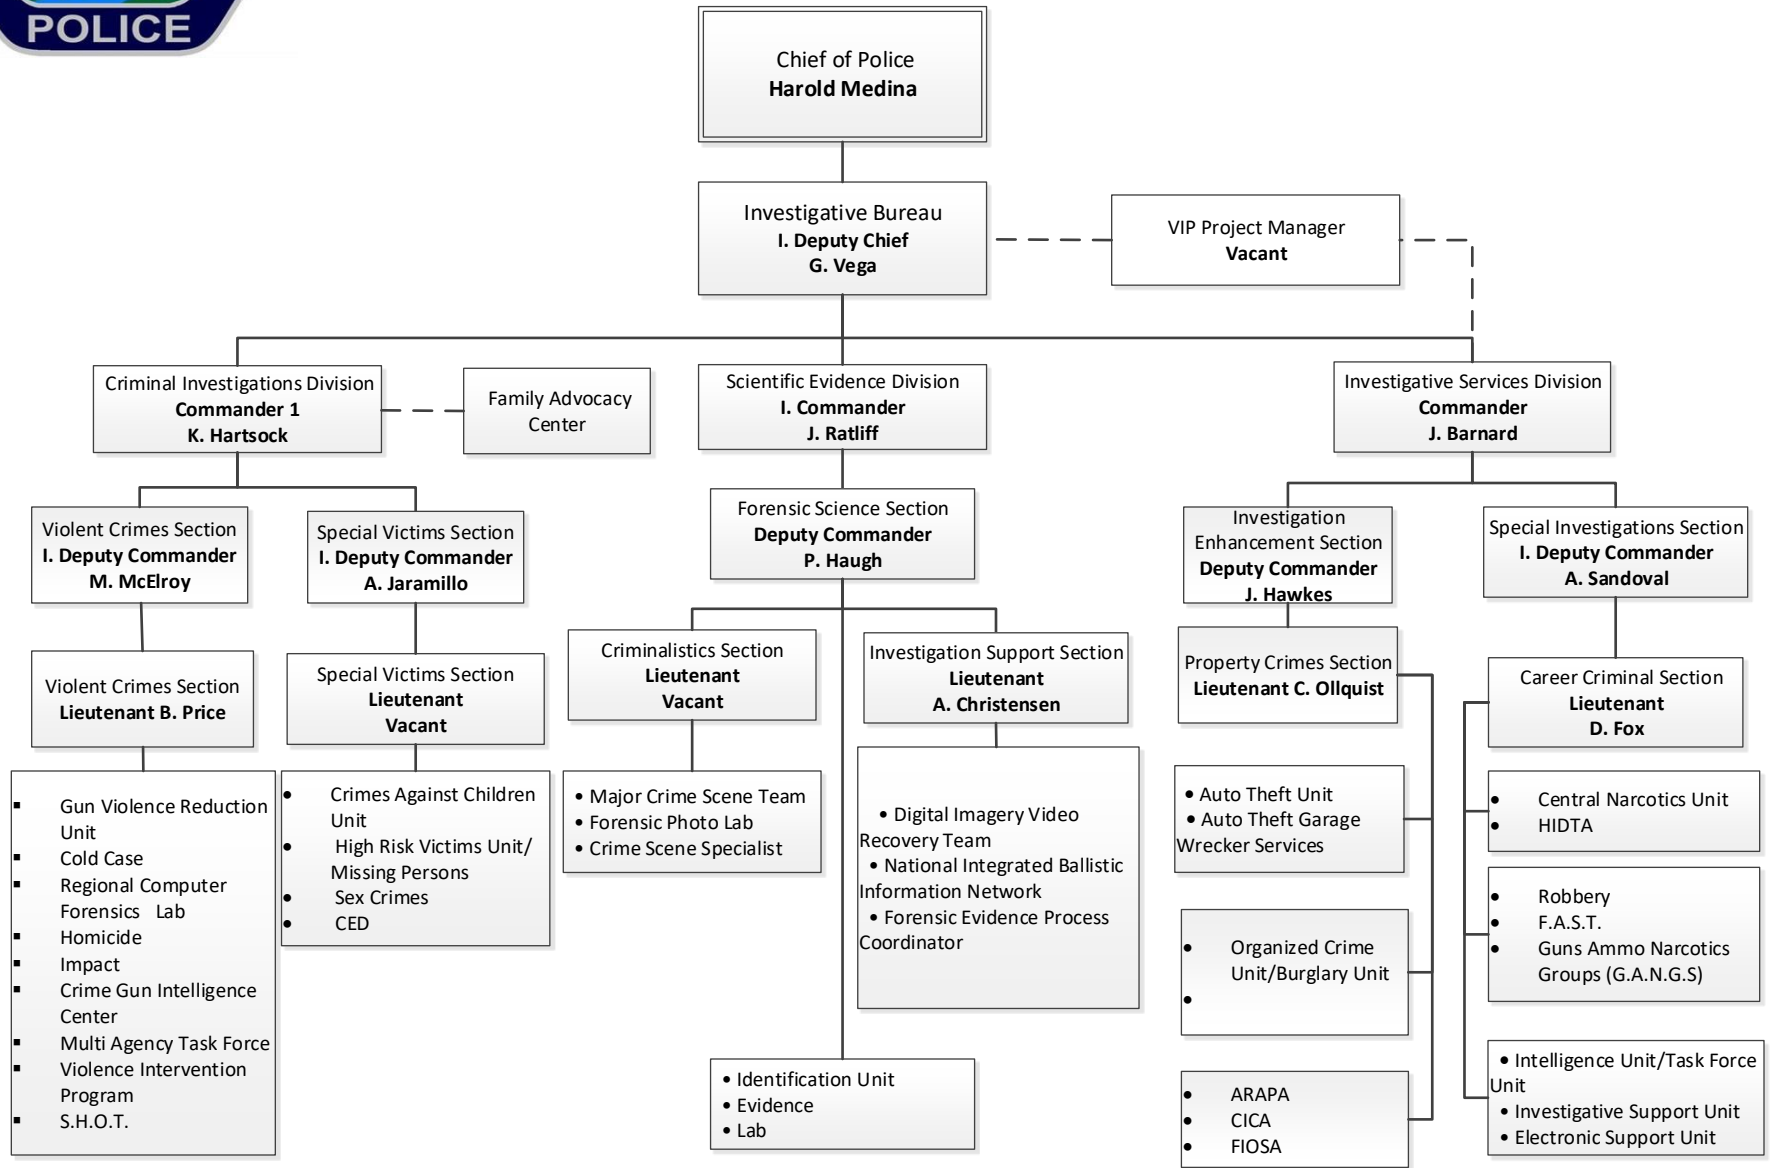 POLICE
Chief of Police
Harold Medina
Investigative Bureau
I. Deputy Chief
G. Vega
VIP Project Manager
Vacant
Criminal Investigations Division
Commander 1
K. Hartsock
Family Advocacy
Center
Scientific Evidence Division
I. Commander
J. Ratliff
Investigative Services Division
Commander
J. Barnard
Violent Crimes Section
I. Deputy Commander
M. McElroy
Special Victims Section
I. Deputy Commander
A. Jaramillo
Forensic Science Section
Deputy Commander
P. Haugh
Investigation
Enhancement Section
Deputy Commander
J. Hawkes
Special Investigations Section
I. Deputy Commander
A. Sandoval
Violent Crimes Section
Lieutenant B. Price
Special Victims Section
Lieutenant
Vacant
Criminalistics Section
Lieutenant
Vacant
Investigation Support Section
Lieutenant
A. Christensen
Property Crimes Section
Lieutenant C. Ollquist
Career Criminal Section
Lieutenant
D. Fox
▪ Gun Violence Reduction
Unit
▪ Cold Case
▪ Regional Computer
Forensics Lab
▪ Homicide
▪ Impact
▪ Crime Gun Intelligence
Center
▪ Multi Agency Task Force
▪ Violence Intervention
Program
▪ S.H.O.T.
• Crimes Against Children
Unit
• High Risk Victims Unit/
Missing Persons
• Sex Crimes
• CED
• Major Crime Scene Team
• Forensic Photo Lab
• Crime Scene Specialist
• Digital Imagery Video
Recovery Team
• National Integrated Ballistic
Information Network
• Forensic Evidence Process
Coordinator
• Identification Unit
• Evidence
• Lab
• Auto Theft Unit
• Auto Theft Garage
Wrecker Services
• Organized Crime
Unit/Burglary Unit
•
• ARAPA
• CICA
• FIOSA
• Central Narcotics Unit
• HIDTA
• Robbery
• F.A.S.T.
• Guns Ammo Narcotics
Groups (G.A.N.G.S)
• Intelligence Unit/Task Force
Unit
• Investigative Support Unit
• Electronic Support Unit